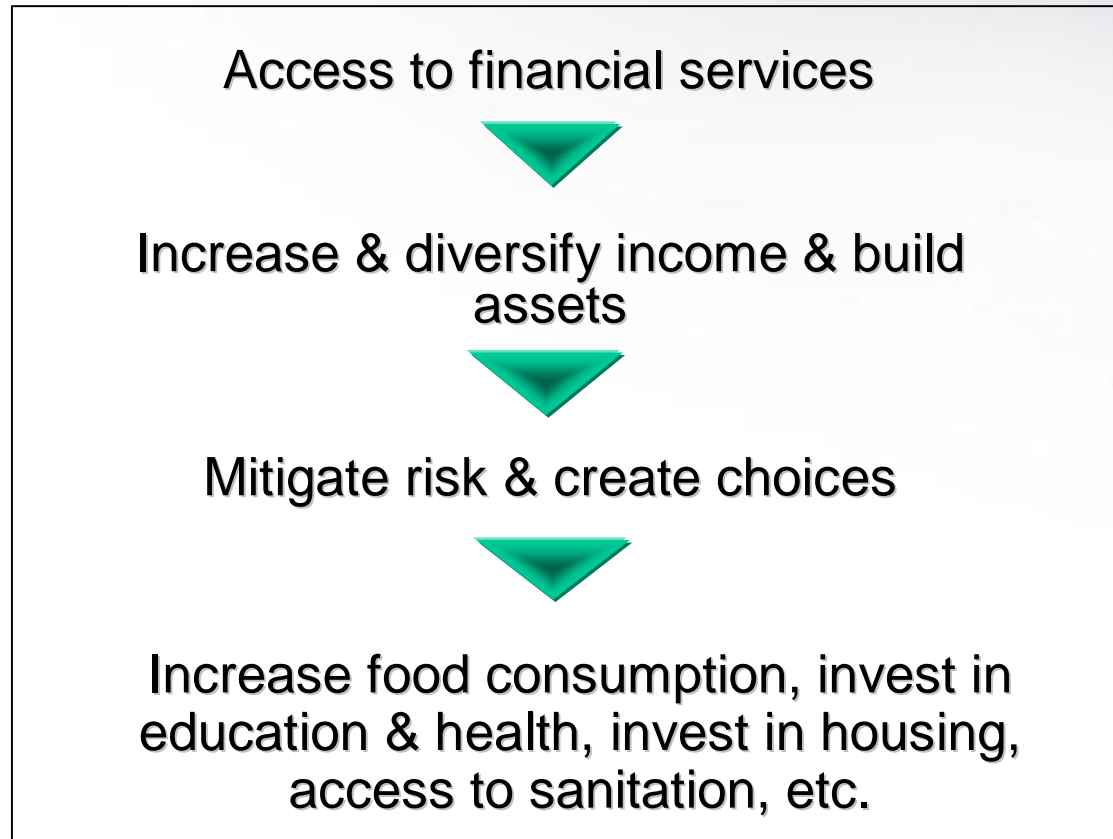 Access to financial services
Increase & diversify income & build
assets
Mitigate risk & create choices
Increase food consumption, invest in
education & health, invest in housing,
access to sanitation, etc.